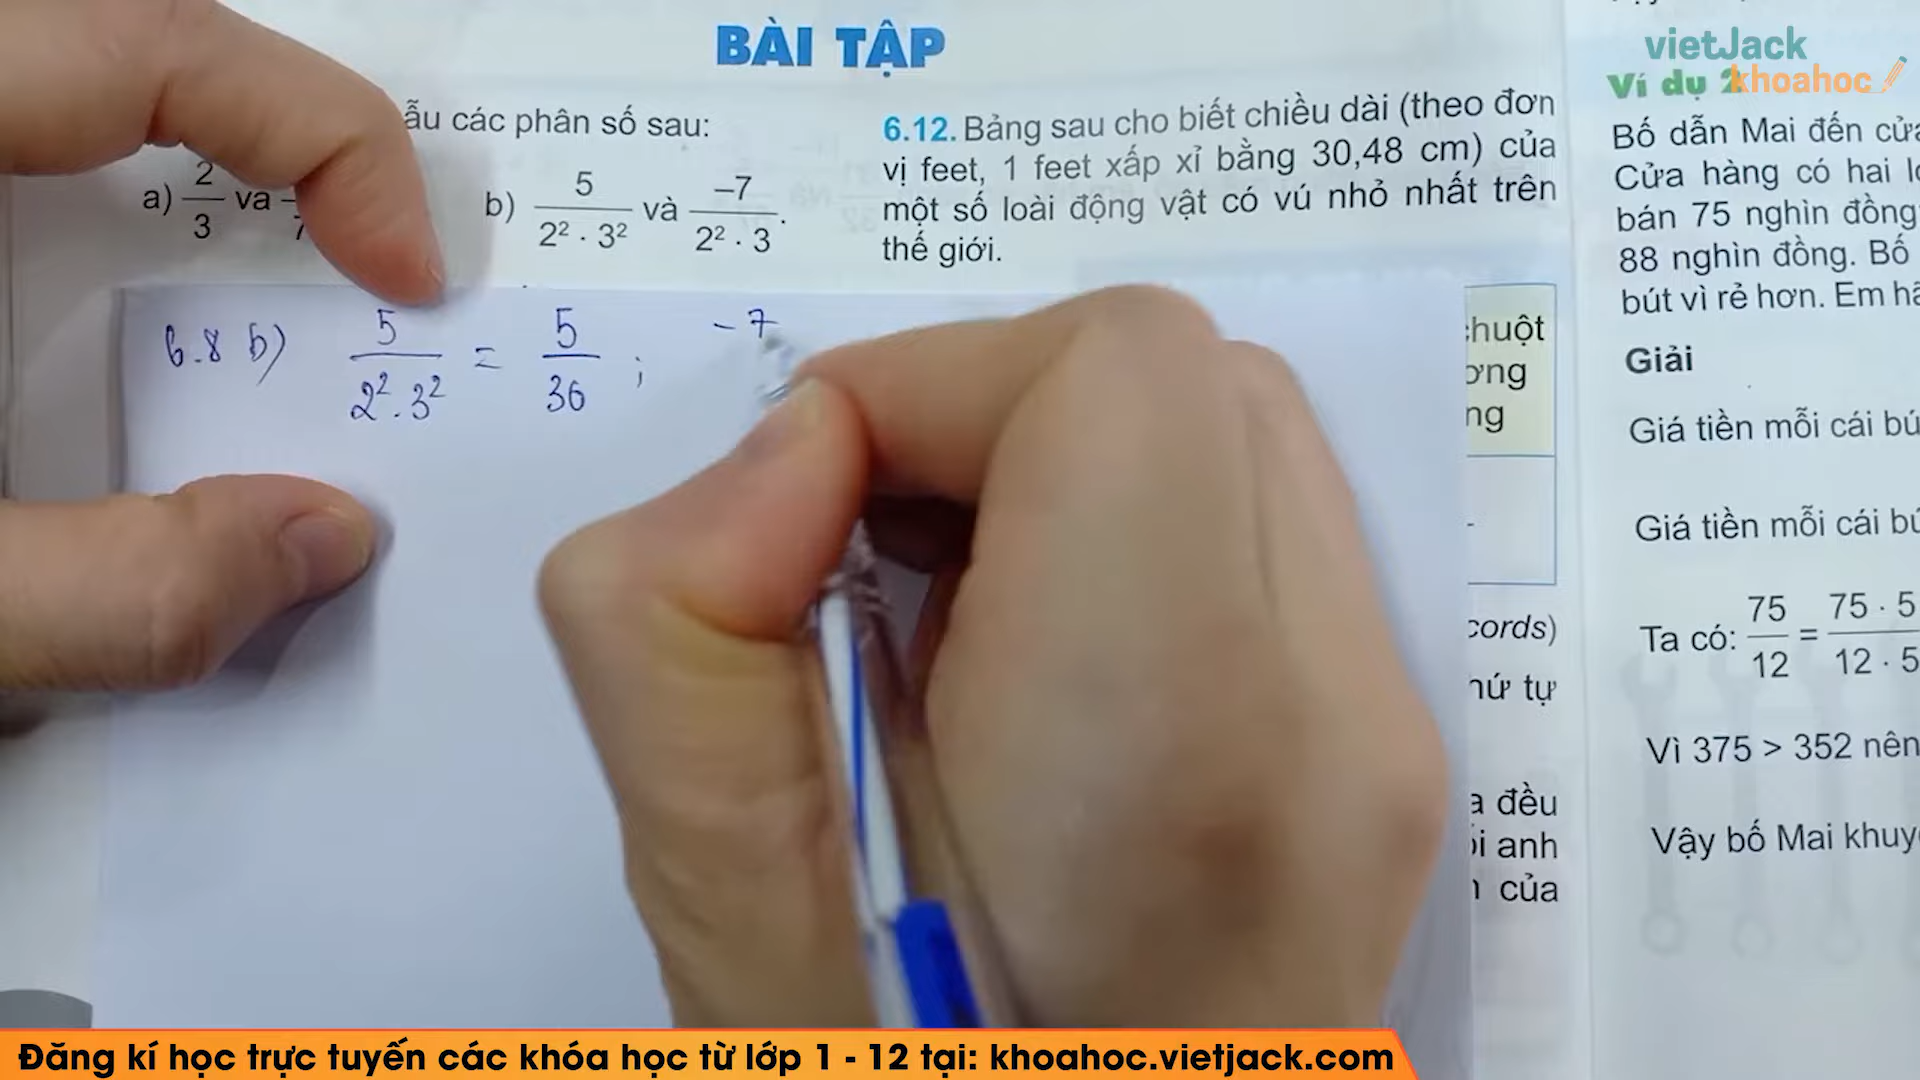 BÀI TẬP
vietJack
khoahoc
Ví dụ 2
ẫu các phân số sau:
a) 2/3 và
b) 5/(2² · 3²) và –7/(2² · 3).
6.12. Bảng sau cho biết chiều dài (theo đơn
vị feet, 1 feet xấp xỉ bằng 30,48 cm) của
một số loài động vật có vú nhỏ nhất trên
thế giới.
6.8 b) 5/(2² . 3²) = 5/36 ; -7
chuột
ơng
ng
-
cords)
hứ tự
a đều
ỏi anh
của
Bố dẫn Mai đến cửa
Cửa hàng có hai lo
bán 75 nghìn đồng
88 nghìn đồng. Bố
bút vì rẻ hơn. Em hã
Giải
Giá tiền mỗi cái bú
Giá tiền mỗi cái bú
Ta có: 75/12 = 75 · 5/12 · 5
Vì 375 > 352 nên
Vậy bố Mai khuy
Đăng kí học trực tuyến các khóa học từ lớp 1 - 12 tại: khoahoc.vietjack.com